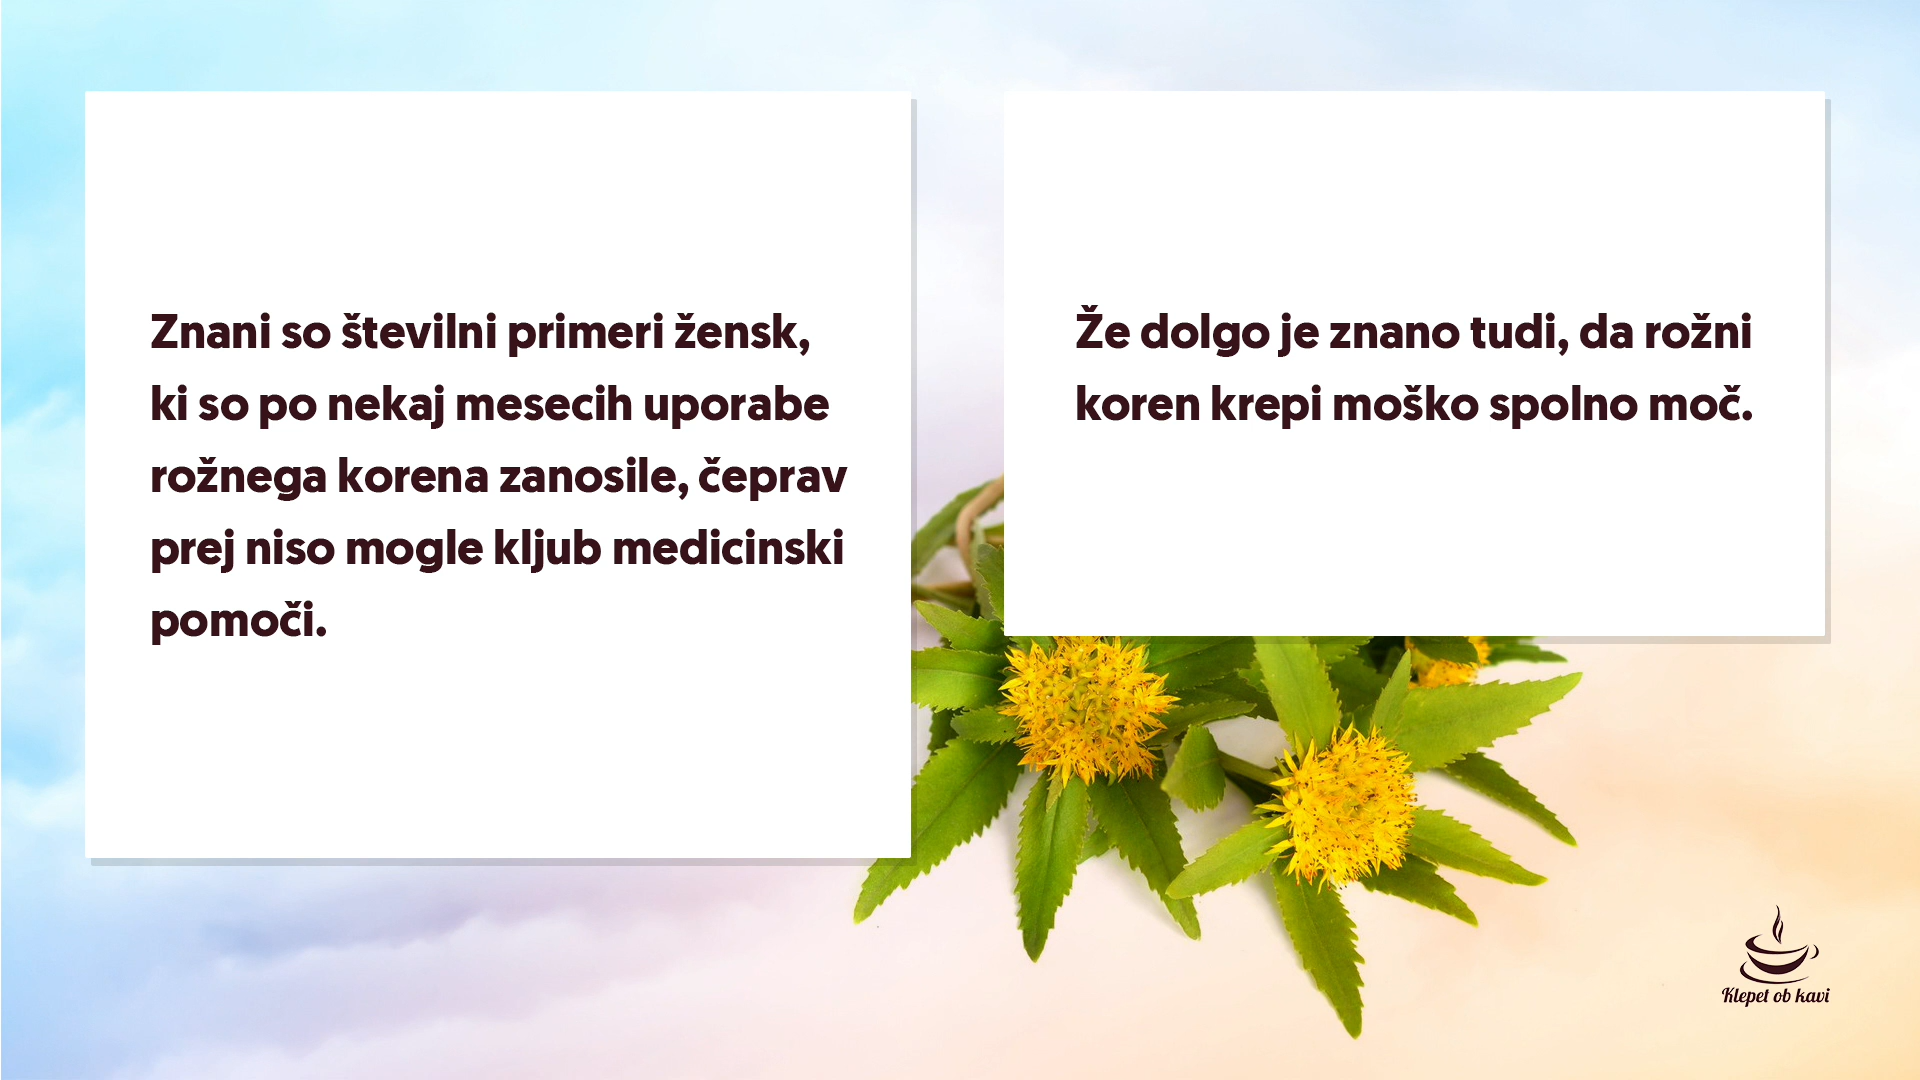 Znani so številni primeri žensk,
ki so po nekaj mesecih uporabe
rožnega korena zanosile, čeprav
prej niso mogle kljub medicinski
pomoči.
Že dolgo je znano tudi, da rožni
koren krepi moško spolno moč.
Klepet ob kavi